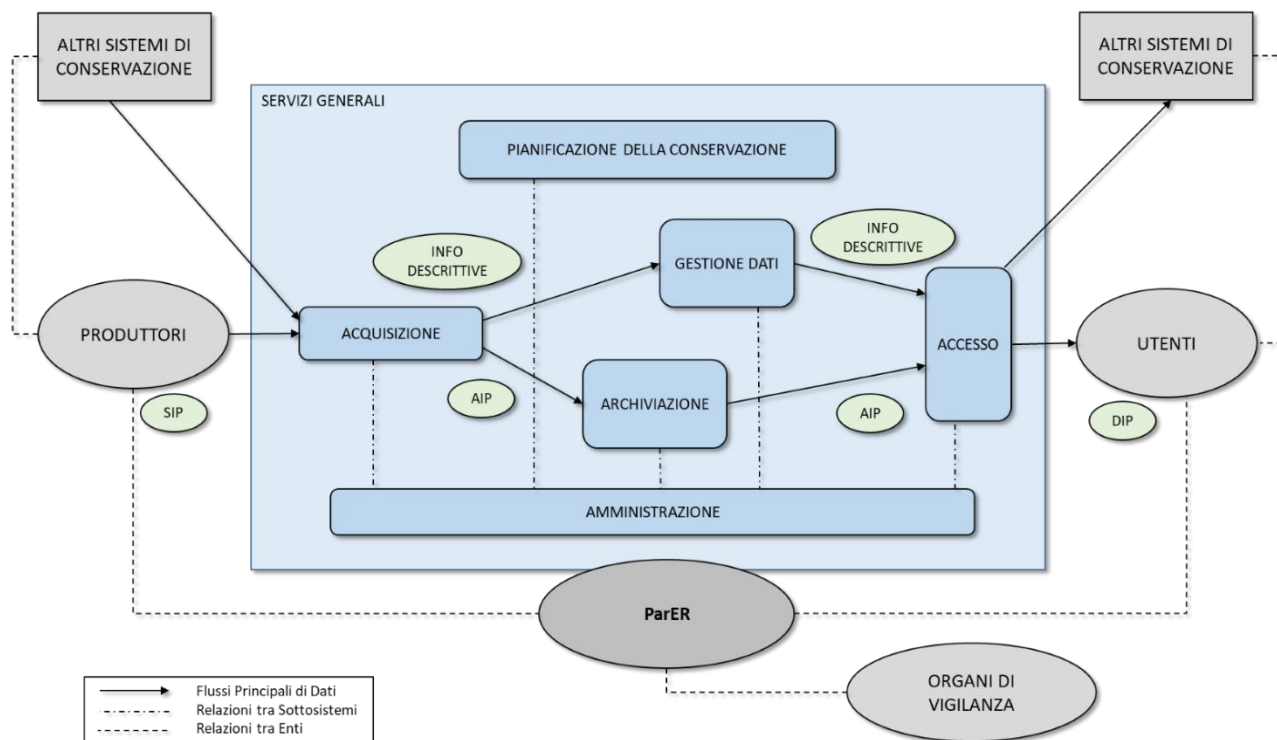 ALTRI SISTEMI DI
CONSERVAZIONE
ALTRI SISTEMI DI
CONSERVAZIONE
SERVIZI GENERALI
PIANIFICAZIONE DELLA CONSERVAZIONE
INFO
DESCRITTIVE
GESTIONE DATI
INFO
DESCRITTIVE
PRODUTTORI
ACQUISIZIONE
ACCESSO
UTENTI
SIP
AIP
ARCHIVIAZIONE
AIP
DIP
AMMINISTRAZIONE
ParER
ORGANI DI
VIGILANZA
Flussi Principali di Dati
Relazioni tra Sottosistemi
Relazioni tra Enti